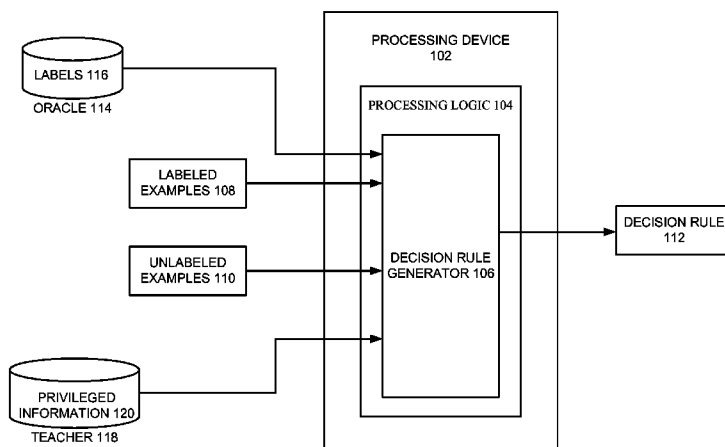 PROCESSING DEVICE
102
LABELS 116
ORACLE 114
PROCESSING LOGIC 104
LABELED
EXAMPLES 108
DECISION RULE
112
UNLABELED
EXAMPLES 110
DECISION RULE
GENERATOR 106
PRIVILEGED
INFORMATION 120
TEACHER 118